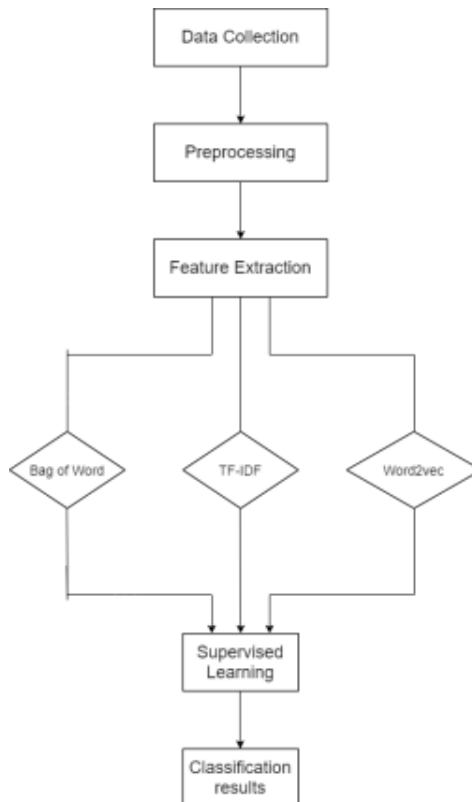 Data Collection
Preprocessing
Feature Extraction
Bag of Word
TF-IDF
Word2vec
Supervised
Learning
Classification
results